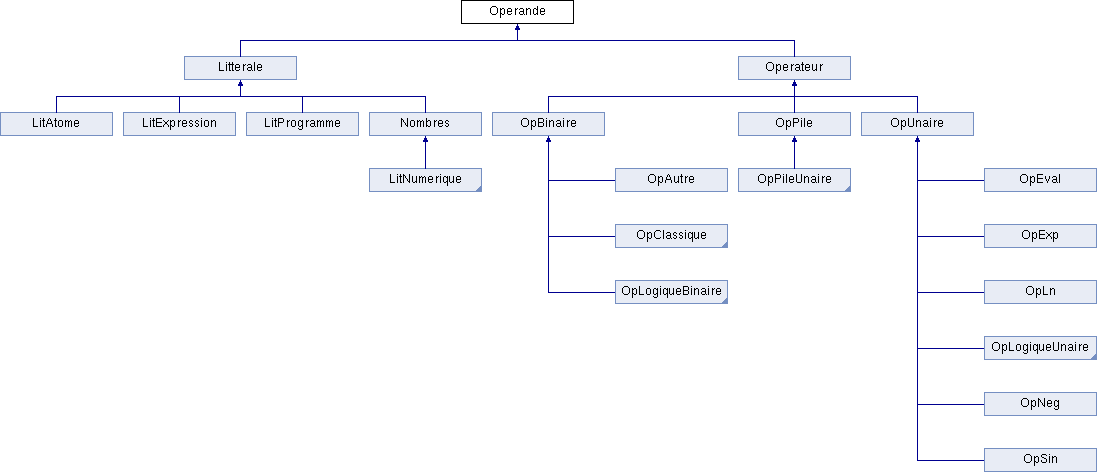 Operande
Litterale
Operateur
LitAtome
LitExpression
LitProgramme
Nombres
OpBinaire
OpPile
OpUnaire
LitNumerique
OpAutre
OpPileUnaire
OpEval
OpClassique
OpExp
OpLogiqueBinaire
OpLn
OpLogiqueUnaire
OpNeg
OpSin